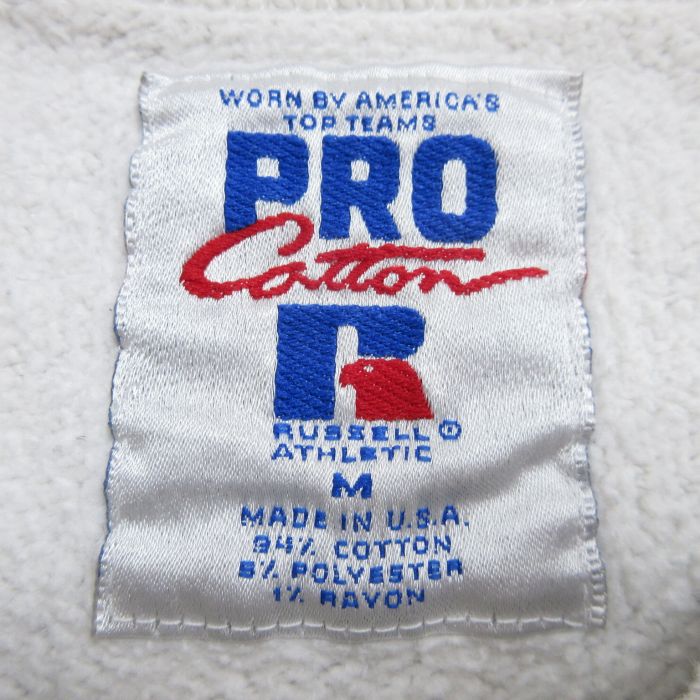 WORN BY AMERICA'S
TOP TEAMS
PRO
Cotton
R
RUSSELL ®
ATHLETIC
M
MADE IN U.S.A.
94% COTTON
5% POLYESTER
1% RAYON